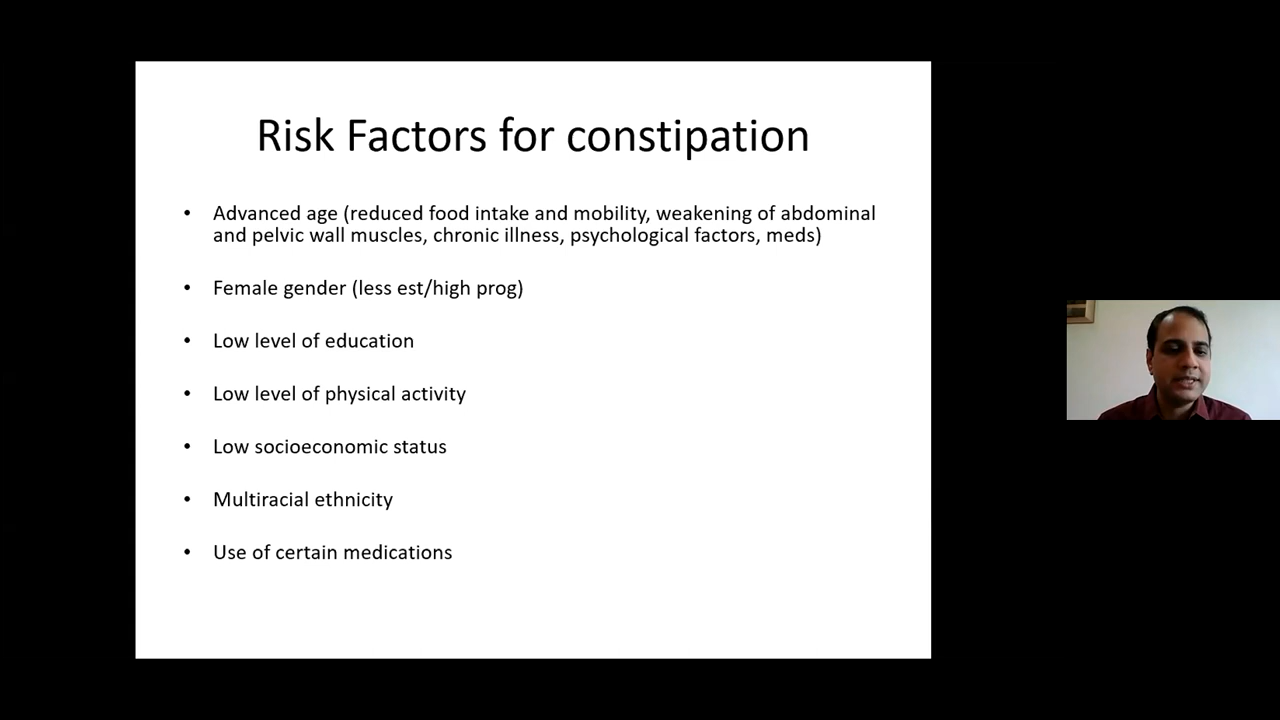 Risk Factors for constipation
• Advanced age (reduced food intake and mobility, weakening of abdominal
and pelvic wall muscles, chronic illness, psychological factors, meds)
• Female gender (less est/high prog)
• Low level of education
• Low level of physical activity
• Low socioeconomic status
• Multiracial ethnicity
• Use of certain medications